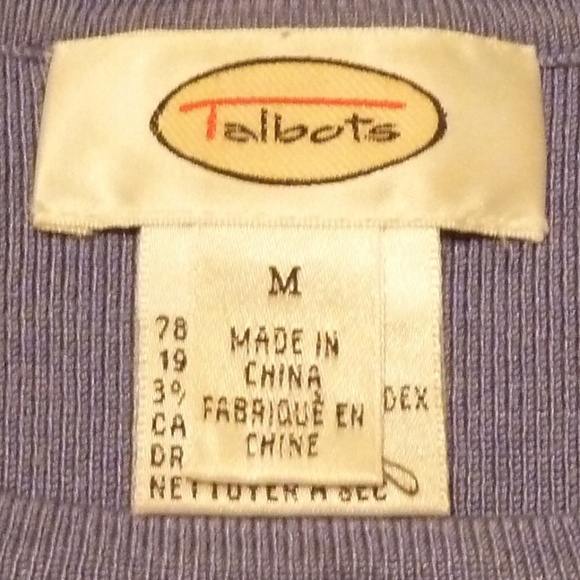 Talbots
M
MADE IN
CHINA
FABRIQUÉ EN
CHINE
78
19
3%
CA
DR
DEX
NETTOYER À SEC